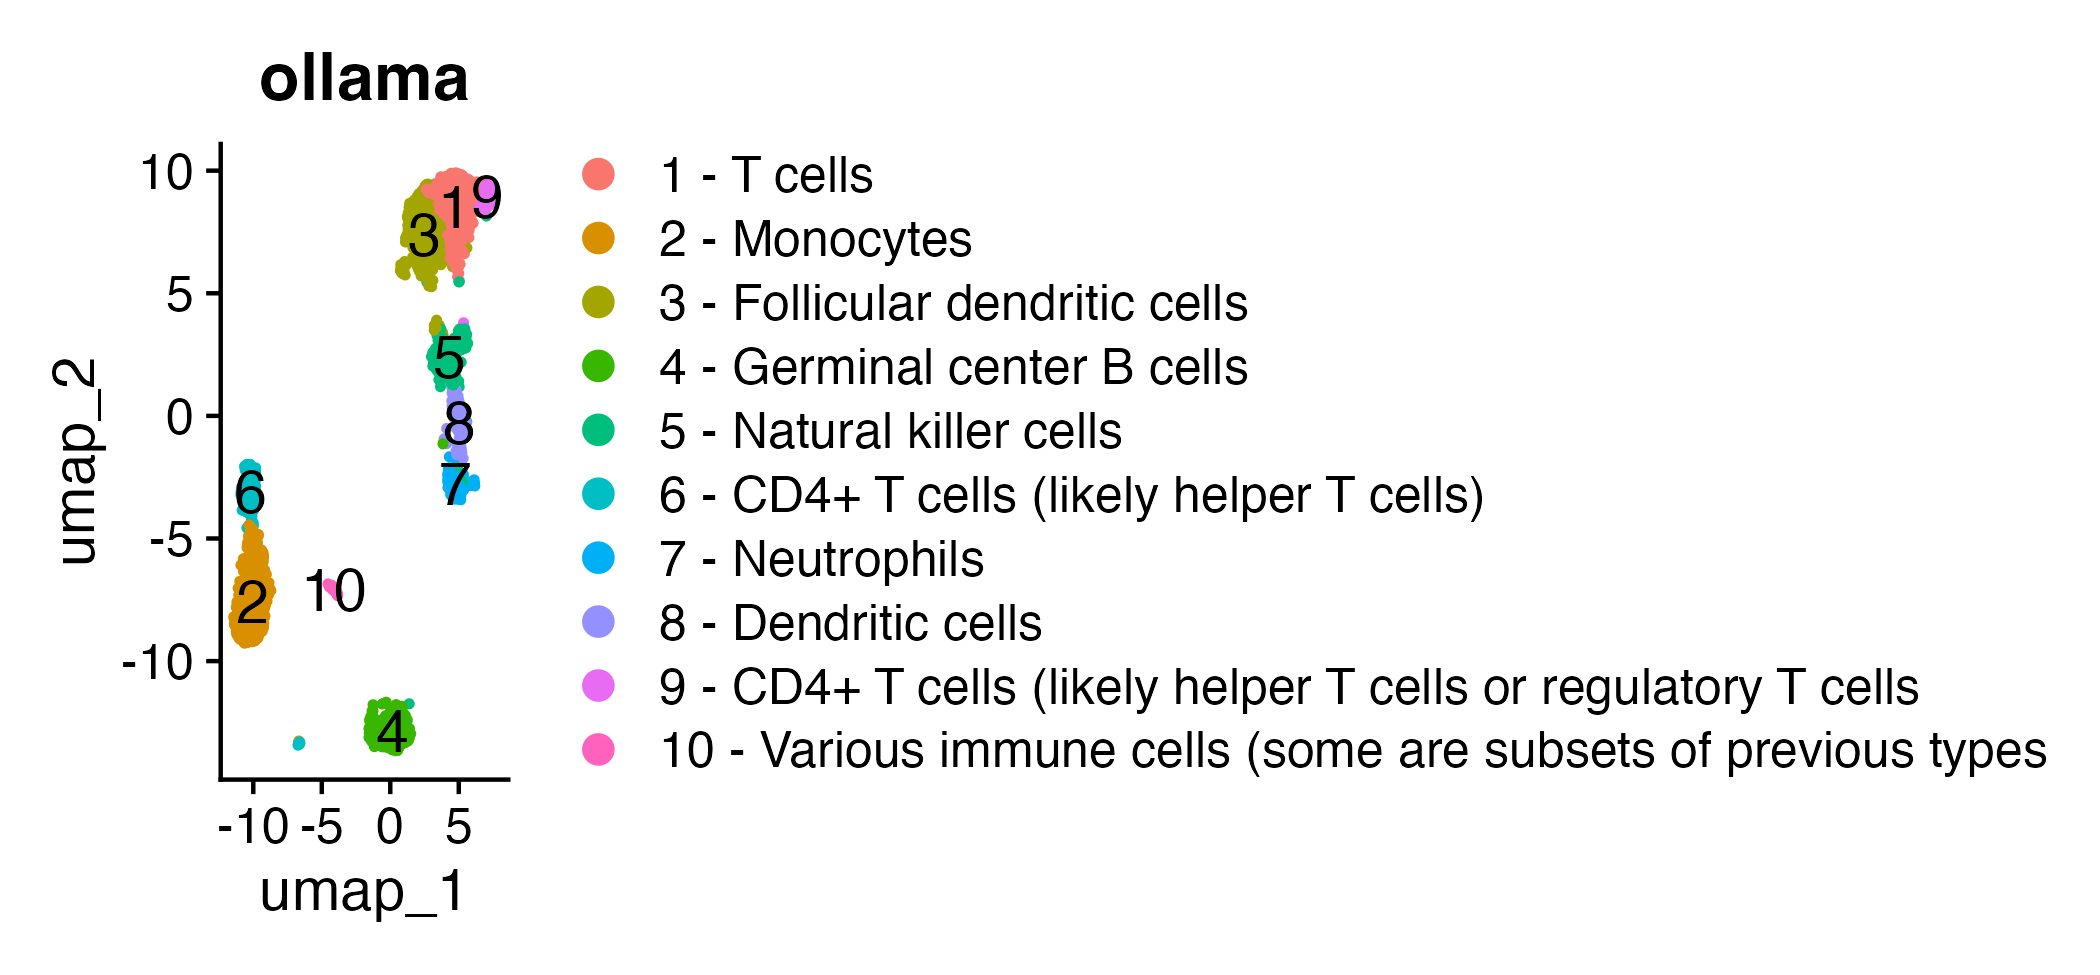 ollama
10
5
0
-5
-10
umap_2
-10 -5 0 5
umap_1
1
9
3
5
8
7
6
2
10
4
1 - T cells
2 - Monocytes
3 - Follicular dendritic cells
4 - Germinal center B cells
5 - Natural killer cells
6 - CD4+ T cells (likely helper T cells)
7 - Neutrophils
8 - Dendritic cells
9 - CD4+ T cells (likely helper T cells or regulatory T cells
10 - Various immune cells (some are subsets of previous types